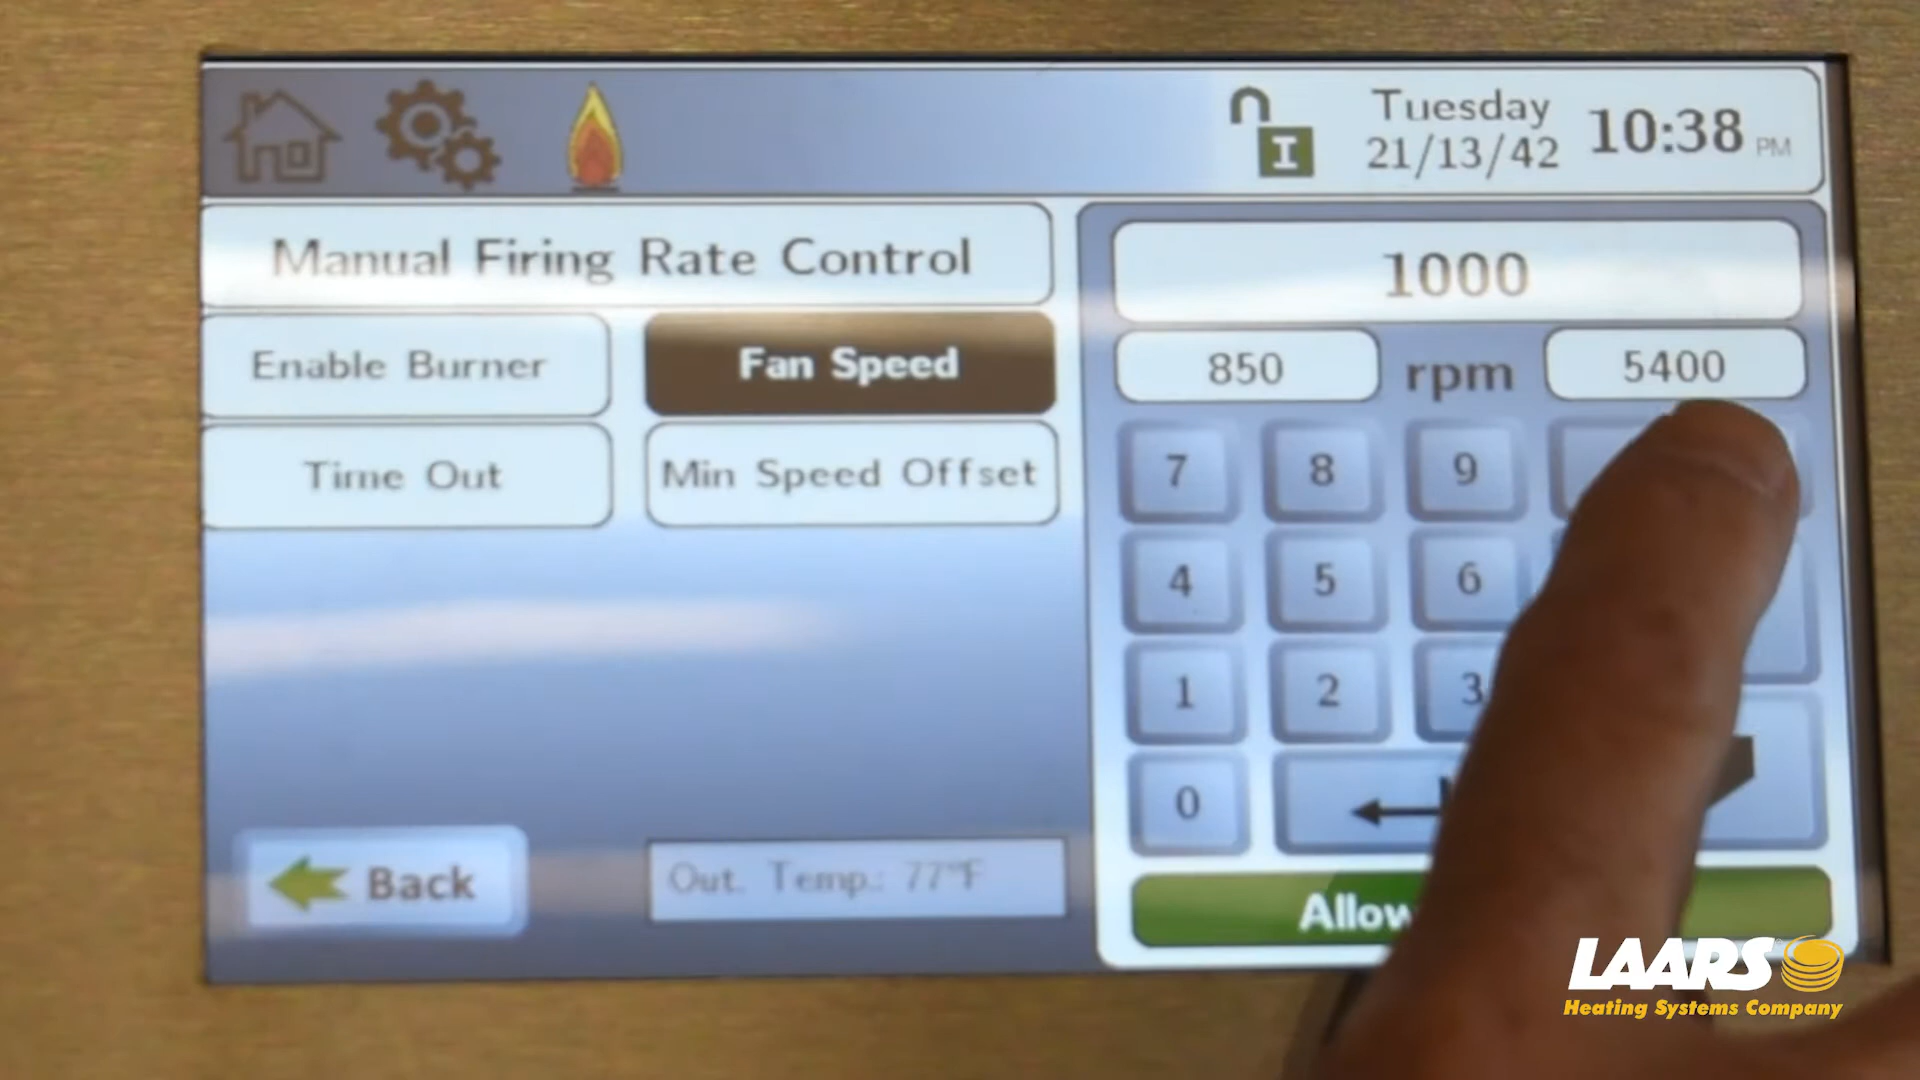 I
Tuesday
21/13/42
10:38 PM
Manual Firing Rate Control
1000
Enable Burner
Fan Speed
850 rpm 5400
Time Out
Min Speed Offset
7 8 9
4 5 6
1 2 3
0
Back
Out. Temp.: 77°F
LAARS
Heating Systems Company